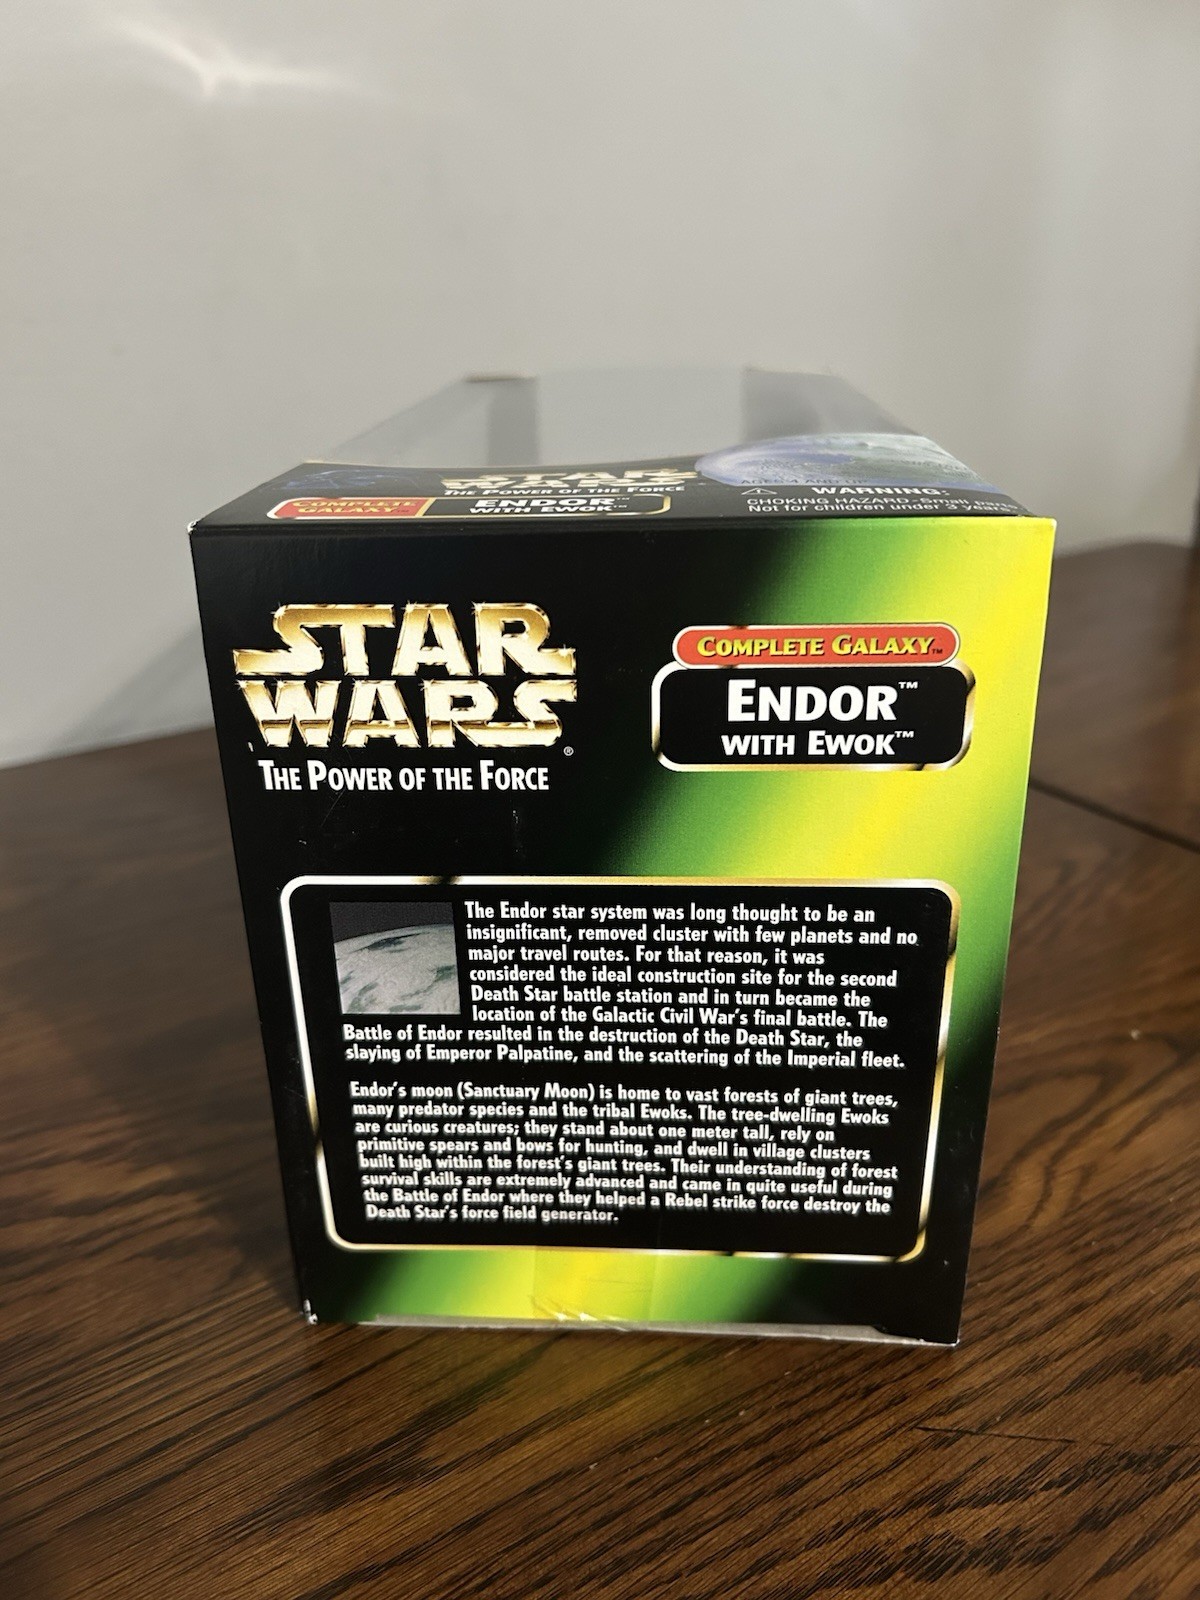 STAR
WARS
THE POWER OF THE FORCE
COMPLETE
GALAXY™
ENDOR™
WITH EWOK™
AGES 4 AND UP
⚠ WARNING:
CHOKING HAZARD-Small
Not for children under 3 years
STAR
WARS®
THE POWER OF THE FORCE
COMPLETE GALAXY™
ENDOR™
WITH EWOK™
The Endor star system was long thought to be an
insignificant, removed cluster with few planets and no
major travel routes. For that reason, it was
considered the ideal construction site for the second
Death Star battle station and in turn became the
location of the Galactic Civil War's final battle. The
Battle of Endor resulted in the destruction of the Death Star, the
slaying of Emperor Palpatine, and the scattering of the Imperial fleet.
Endor's moon (Sanctuary Moon) is home to vast forests of giant trees,
many predator species and the tribal Ewoks. The tree-dwelling Ewoks
are curious creatures; they stand about one meter tall, rely on
primitive spears and bows for hunting, and dwell in village clusters
built high within the forest's giant trees. Their understanding of forest
survival skills are extremely advanced and came in quite useful during
the Battle of Endor where they helped a Rebel strike force destroy the
Death Star's force field generator.